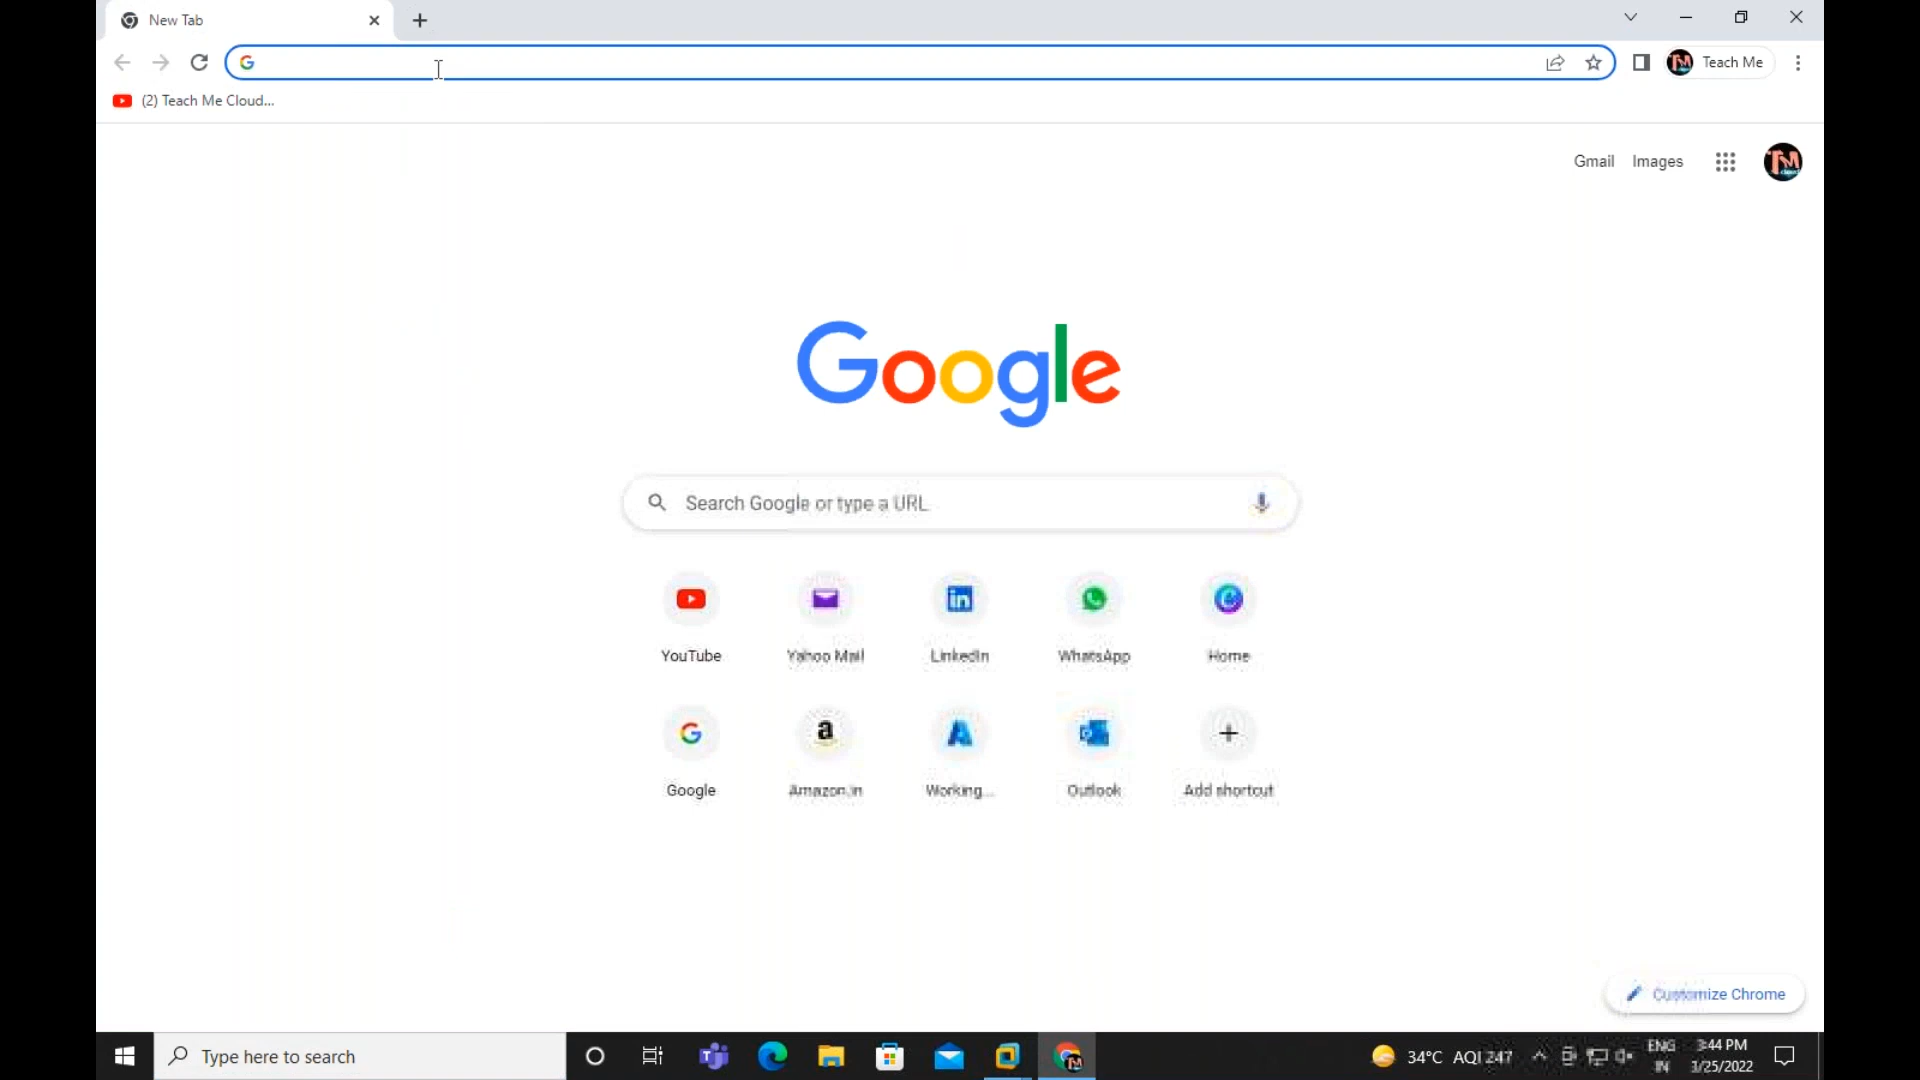 New Tab
Teach Me
(2) Teach Me Cloud...
Gmail Images
TM
Google
Search Google or type a URL
YouTube Yahoo Mail LinkedIn WhatsApp Home
Google Amazon.in Working... Outlook Add shortcut
Customize Chrome
Type here to search
34°C AQI 247
ENG
IN
3:44 PM
3/25/2022